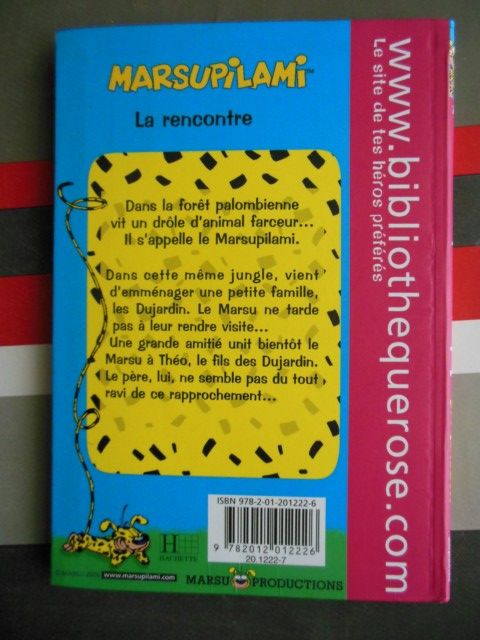 MARSUPILAMI™
La rencontre
Dans la forêt palombienne
vit un drôle d'animal farceur...
Il s'appelle le Marsupilami.
Dans cette même jungle, vient
d'emménager une petite famille,
les Dujardin. Le Marsu ne tarde
pas à leur rendre visite...
Une grande amitié unit bientôt le
Marsu à Théo, le fils des Dujardin.
Le père, lui, ne semble pas du tout
ravi de ce rapprochement...
ISBN 978-2-01-201222-6
9 782012 012226
20.1222-7
H
HACHETTE
www.marsupilami.com
MARSU PRODUCTIONS
www.bibliothequerose.com
Le site de tes héros préférés